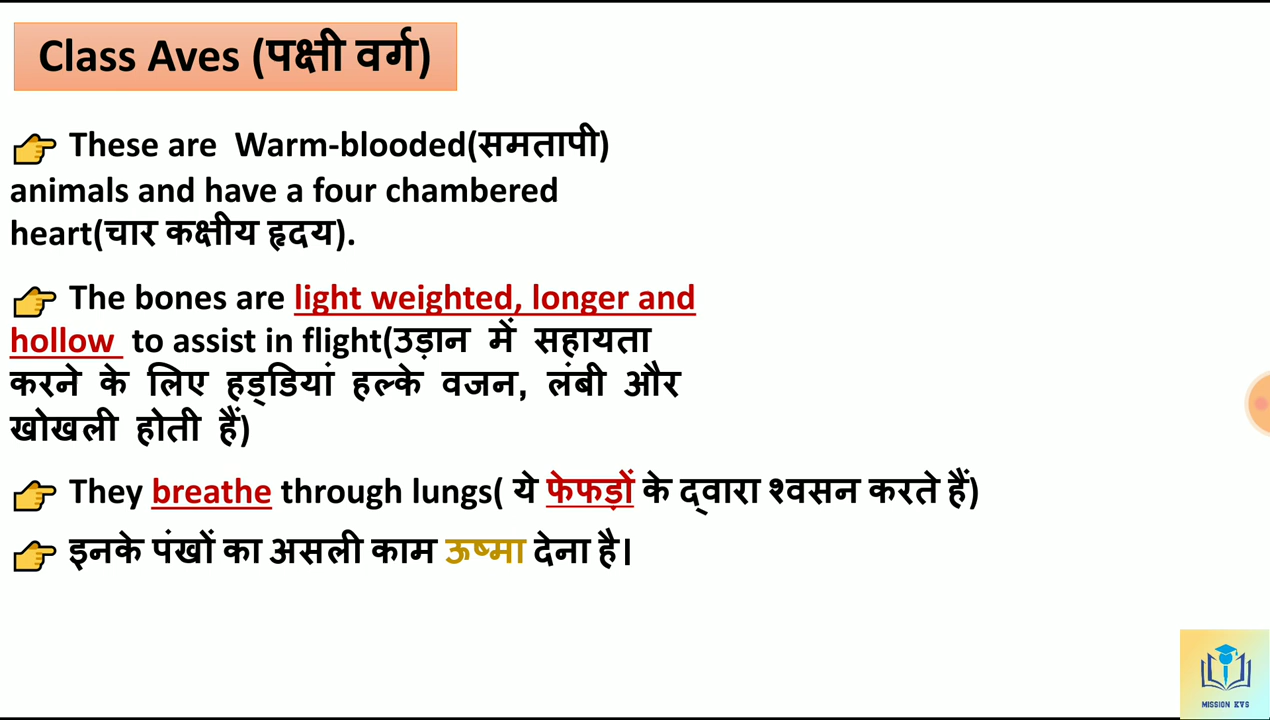 Class Aves (पक्षी वर्ग)
👉 These are Warm-blooded(समतापी)
animals and have a four chambered
heart(चार कक्षीय हृदय).
👉 The bones are light weighted, longer and
hollow to assist in flight(उड़ान में सहायता
करने के लिए हड्डियां हल्के वजन, लंबी और
खोखली होती हैं)
👉 They breathe through lungs( ये फेफड़ों के द्वारा श्वसन करते हैं)
👉 इनके पंखों का असली काम ऊष्मा देना है।
MISSION KVS